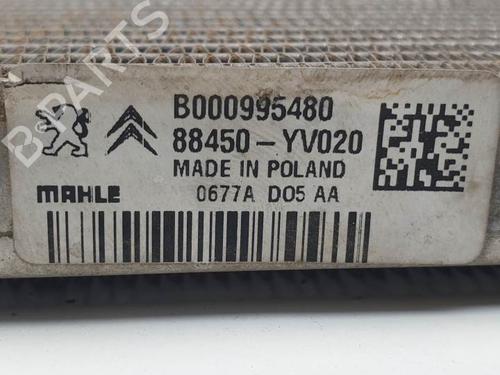 B-PARTS
B000995480
88450-YV020
MADE IN POLAND
MAHLE 0677A D05 AA